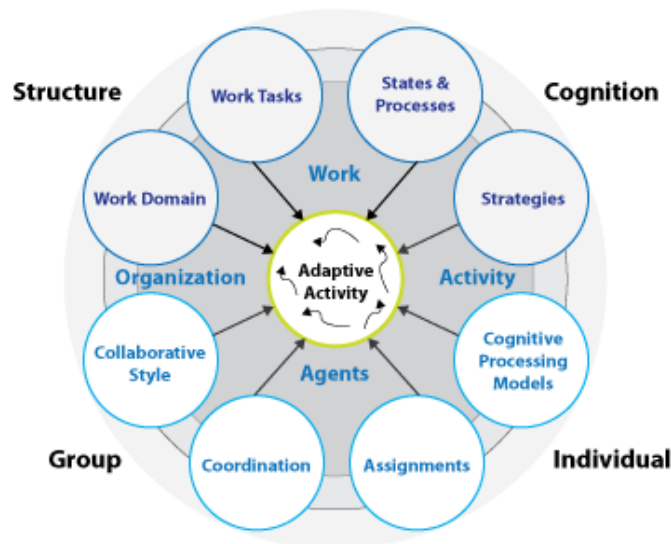 Structure
Work Tasks
States &
Processes
Cognition
Work
Work Domain
Strategies
Adaptive
Activity
Organization
Activity
Collaborative
Style
Cognitive
Processing
Models
Agents
Group
Coordination
Assignments
Individual